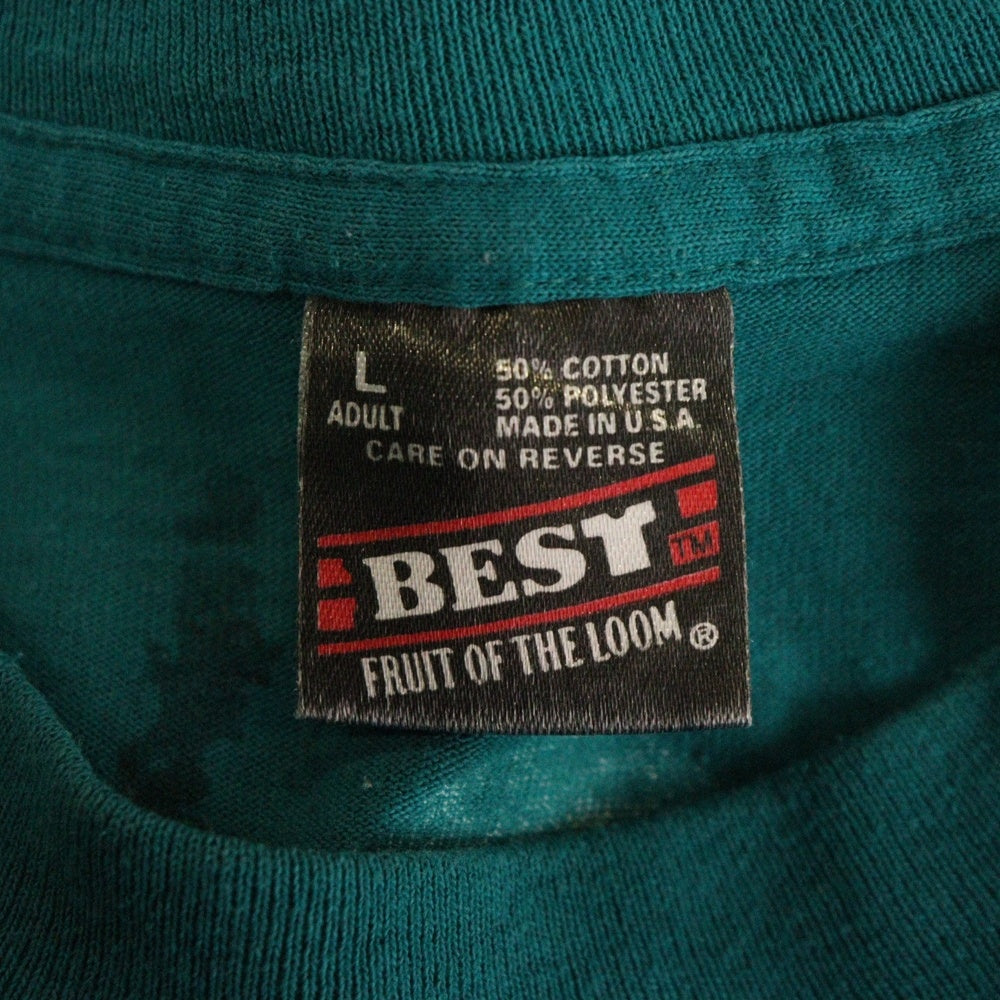 L
ADULT
50% COTTON
50% POLYESTER
MADE IN U.S.A.
CARE ON REVERSE
BEST TM
FRUIT OF THE LOOM ®